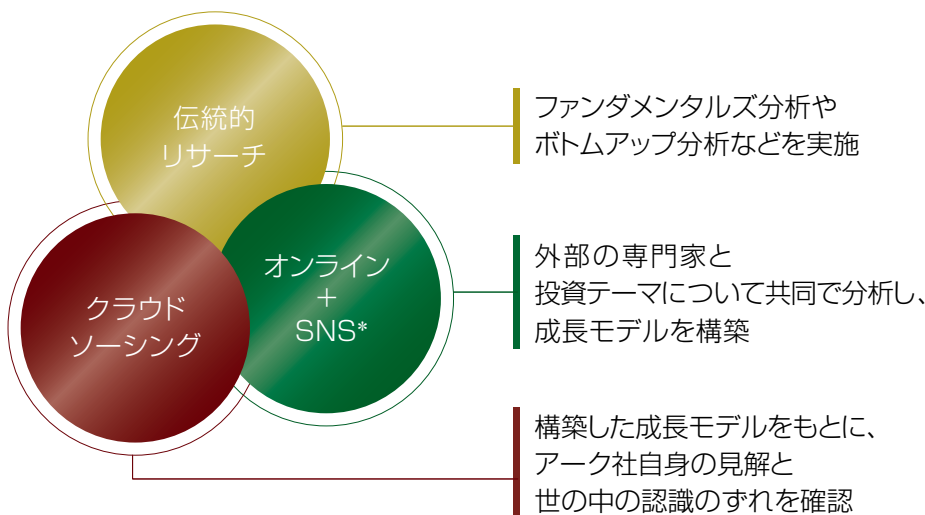 伝統的
リサーチ
ファンダメンタルズ分析や
ボトムアップ分析などを実施
オンライン
+
SNS*
外部の専門家と
投資テーマについて共同で分析し、
成長モデルを構築
クラウド
ソーシング
構築した成長モデルをもとに、
アーク社自身の見解と
世の中の認識のずれを確認